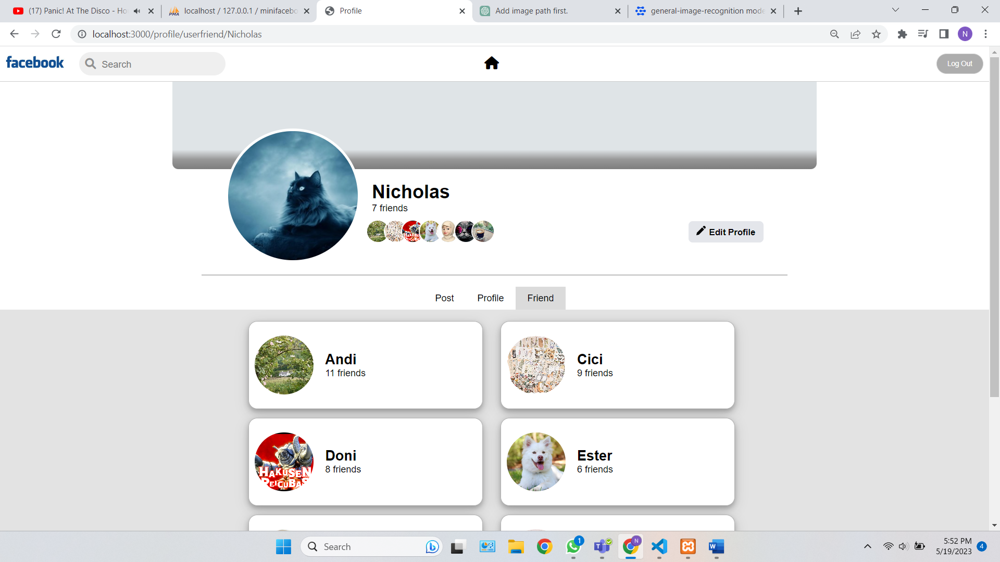 (17) Panic! At The Disco - Ho
localhost / 127.0.0.1 / minifacebo
Profile
Add image path first.
general-image-recognition mode
localhost:3000/profile/userfriend/Nicholas
N
facebook
Search
Log Out
Nicholas
7 friends
Edit Profile
Post
Profile
Friend
Andi
11 friends
Cici
9 friends
HAKUSEN
REICUBAS
Doni
8 friends
Ester
6 friends
Search
1
N
5:52 PM
5/19/2023
4